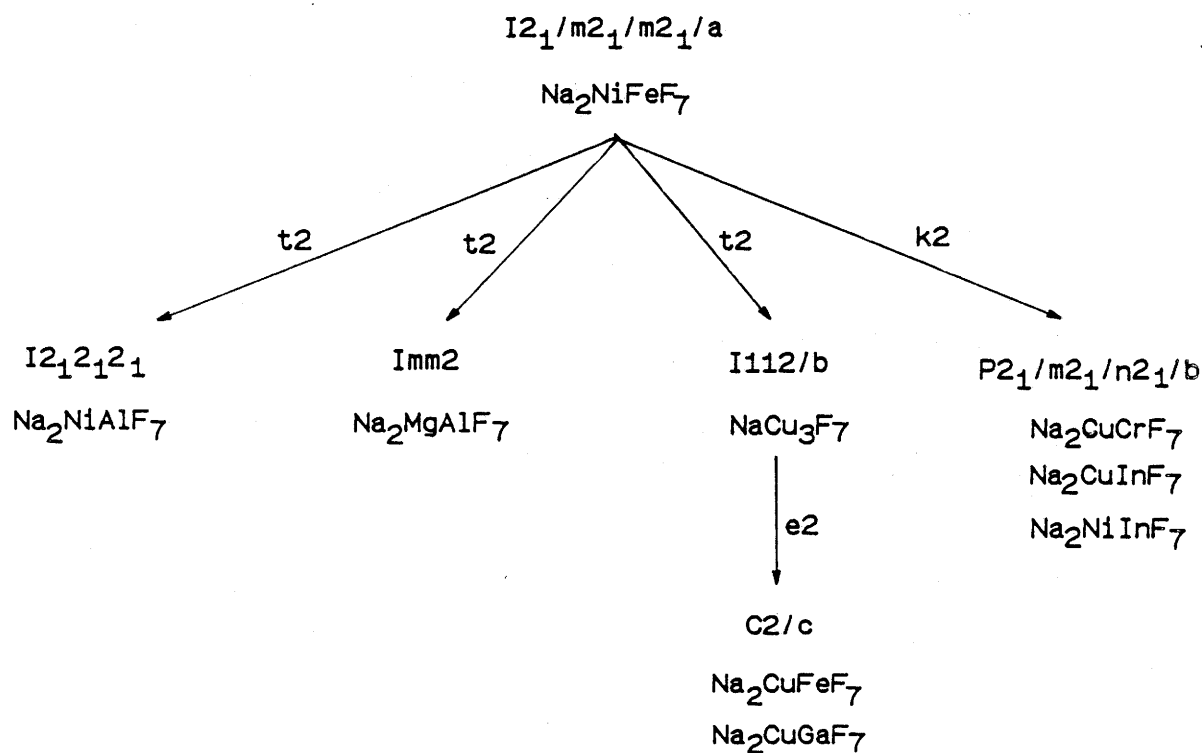 I2₁/m2₁/m2₁/a
Na₂NiFeF₇
t2
t2
t2
k2
I2₁2₁2₁
Imm2
I112/b
P2₁/m2₁/n2₁/b
Na₂NiAlF₇
Na₂MgAlF₇
NaCu₃F₇
Na₂CuCrF₇
Na₂CuInF₇
Na₂NiInF₇
e2
C2/c
Na₂CuFeF₇
Na₂CuGaF₇